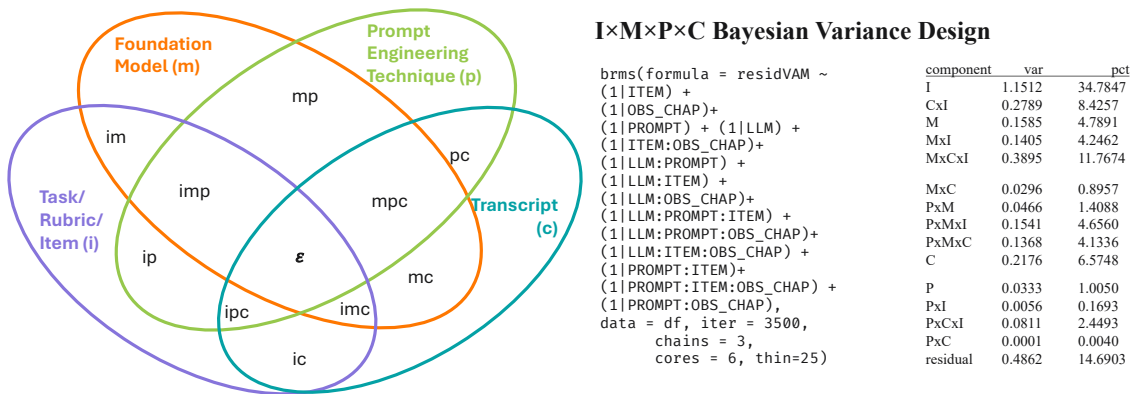 Foundation
Model (m)
Prompt
Engineering
Technique (p)
mp
im
pc
imp
mpc
Task/
Rubric/
Item (i)
Transcript
(c)
ip
ε
mc
ipc
imc
ic
I×M×P×C Bayesian Variance Design
brms(formula = residVAM ~
(1|ITEM) +
(1|OBS_CHAP)+
(1|PROMPT) + (1|LLM) +
(1|ITEM:OBS_CHAP)+
(1|LLM:PROMPT) +
(1|LLM:ITEM) +
(1|LLM:OBS_CHAP)+
(1|LLM:PROMPT:ITEM) +
(1|LLM:PROMPT:OBS_CHAP)+
(1|LLM:ITEM:OBS_CHAP) +
(1|PROMPT:ITEM)+
(1|PROMPT:ITEM:OBS_CHAP) +
(1|PROMPT:OBS_CHAP),
data = df, iter = 3500,
chains = 3,
cores = 6, thin=25)
component var pct
I 1.1512 34.7847
CxI 0.2789 8.4257
M 0.1585 4.7891
MxI 0.1405 4.2462
MxCxI 0.3895 11.7674
MxC 0.0296 0.8957
PxM 0.0466 1.4088
PxMxI 0.1541 4.6560
PxMxC 0.1368 4.1336
C 0.2176 6.5748
P 0.0333 1.0050
PxI 0.0056 0.1693
PxCxI 0.0811 2.4493
PxC 0.0001 0.0040
residual 0.4862 14.6903